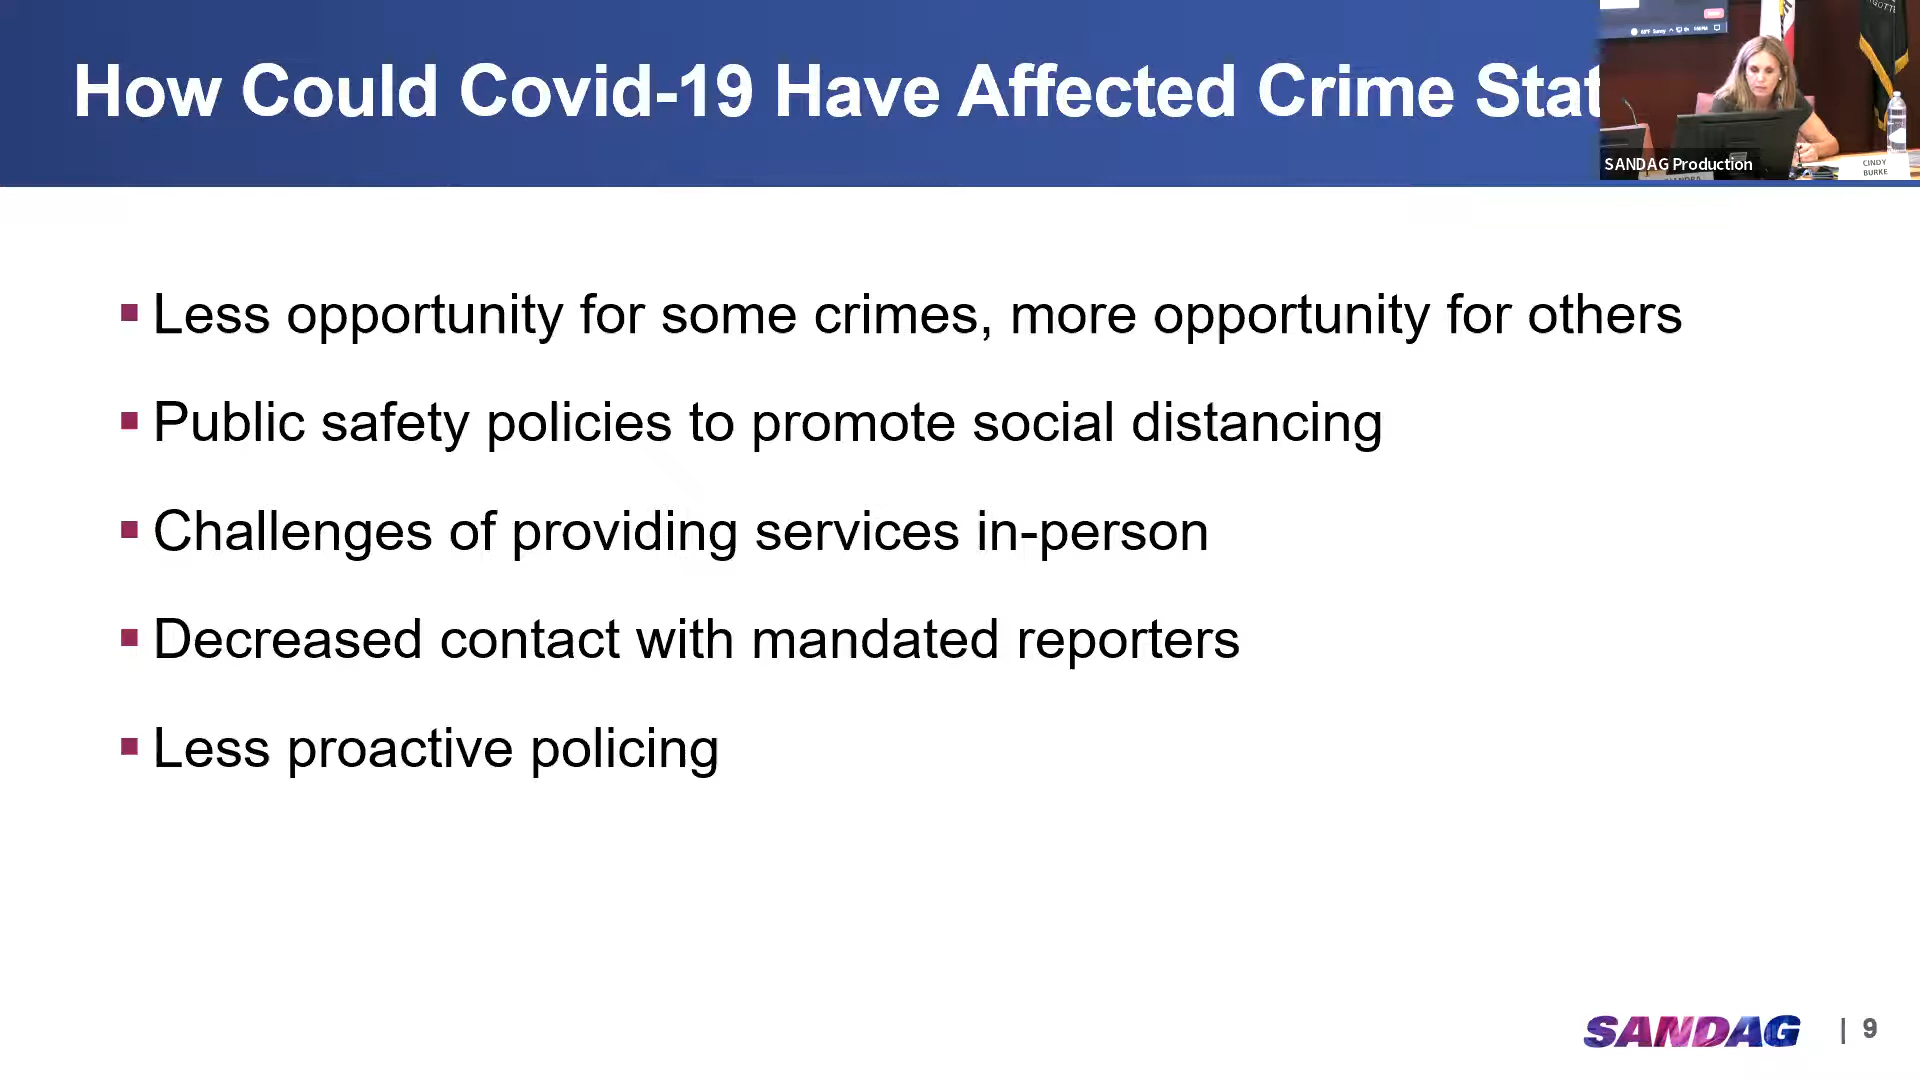 How Could Covid-19 Have Affected Crime Stat
SANDAG Production
CINDY
BURKE
Less opportunity for some crimes, more opportunity for others
Public safety policies to promote social distancing
Challenges of providing services in-person
Decreased contact with mandated reporters
Less proactive policing
SANDAG | 9